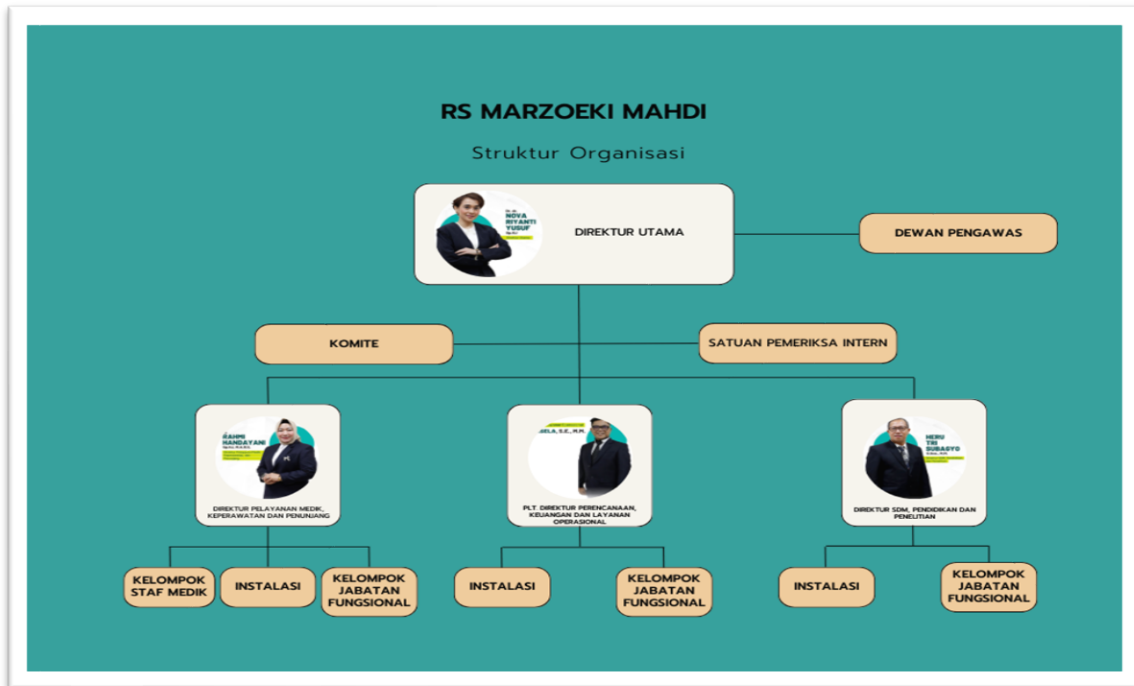 RS MARZOEKI MAHDI
Struktur Organisasi
NOVA
RIYANTI
YUSUF
DIREKTUR UTAMA
DEWAN PENGAWAS
KOMITE
SATUAN PEMERIKSA INTERN
RAHMI
HANDAYANI
DIREKTUR PELAYANAN MEDIK,
KEPERAWATAN DAN PENUNJANG
S.E., M.M.
PLT. DIREKTUR PERENCANAAN,
KEUANGAN DAN LAYANAN
OPERASIONAL
HERU
TRI
SUBAGYO
DIREKTUR SDM, PENDIDIKAN DAN
PENELITIAN
KELOMPOK
STAF MEDIK
INSTALASI
KELOMPOK
JABATAN
FUNGSIONAL
INSTALASI
KELOMPOK
JABATAN
FUNGSIONAL
INSTALASI
KELOMPOK
JABATAN
FUNGSIONAL